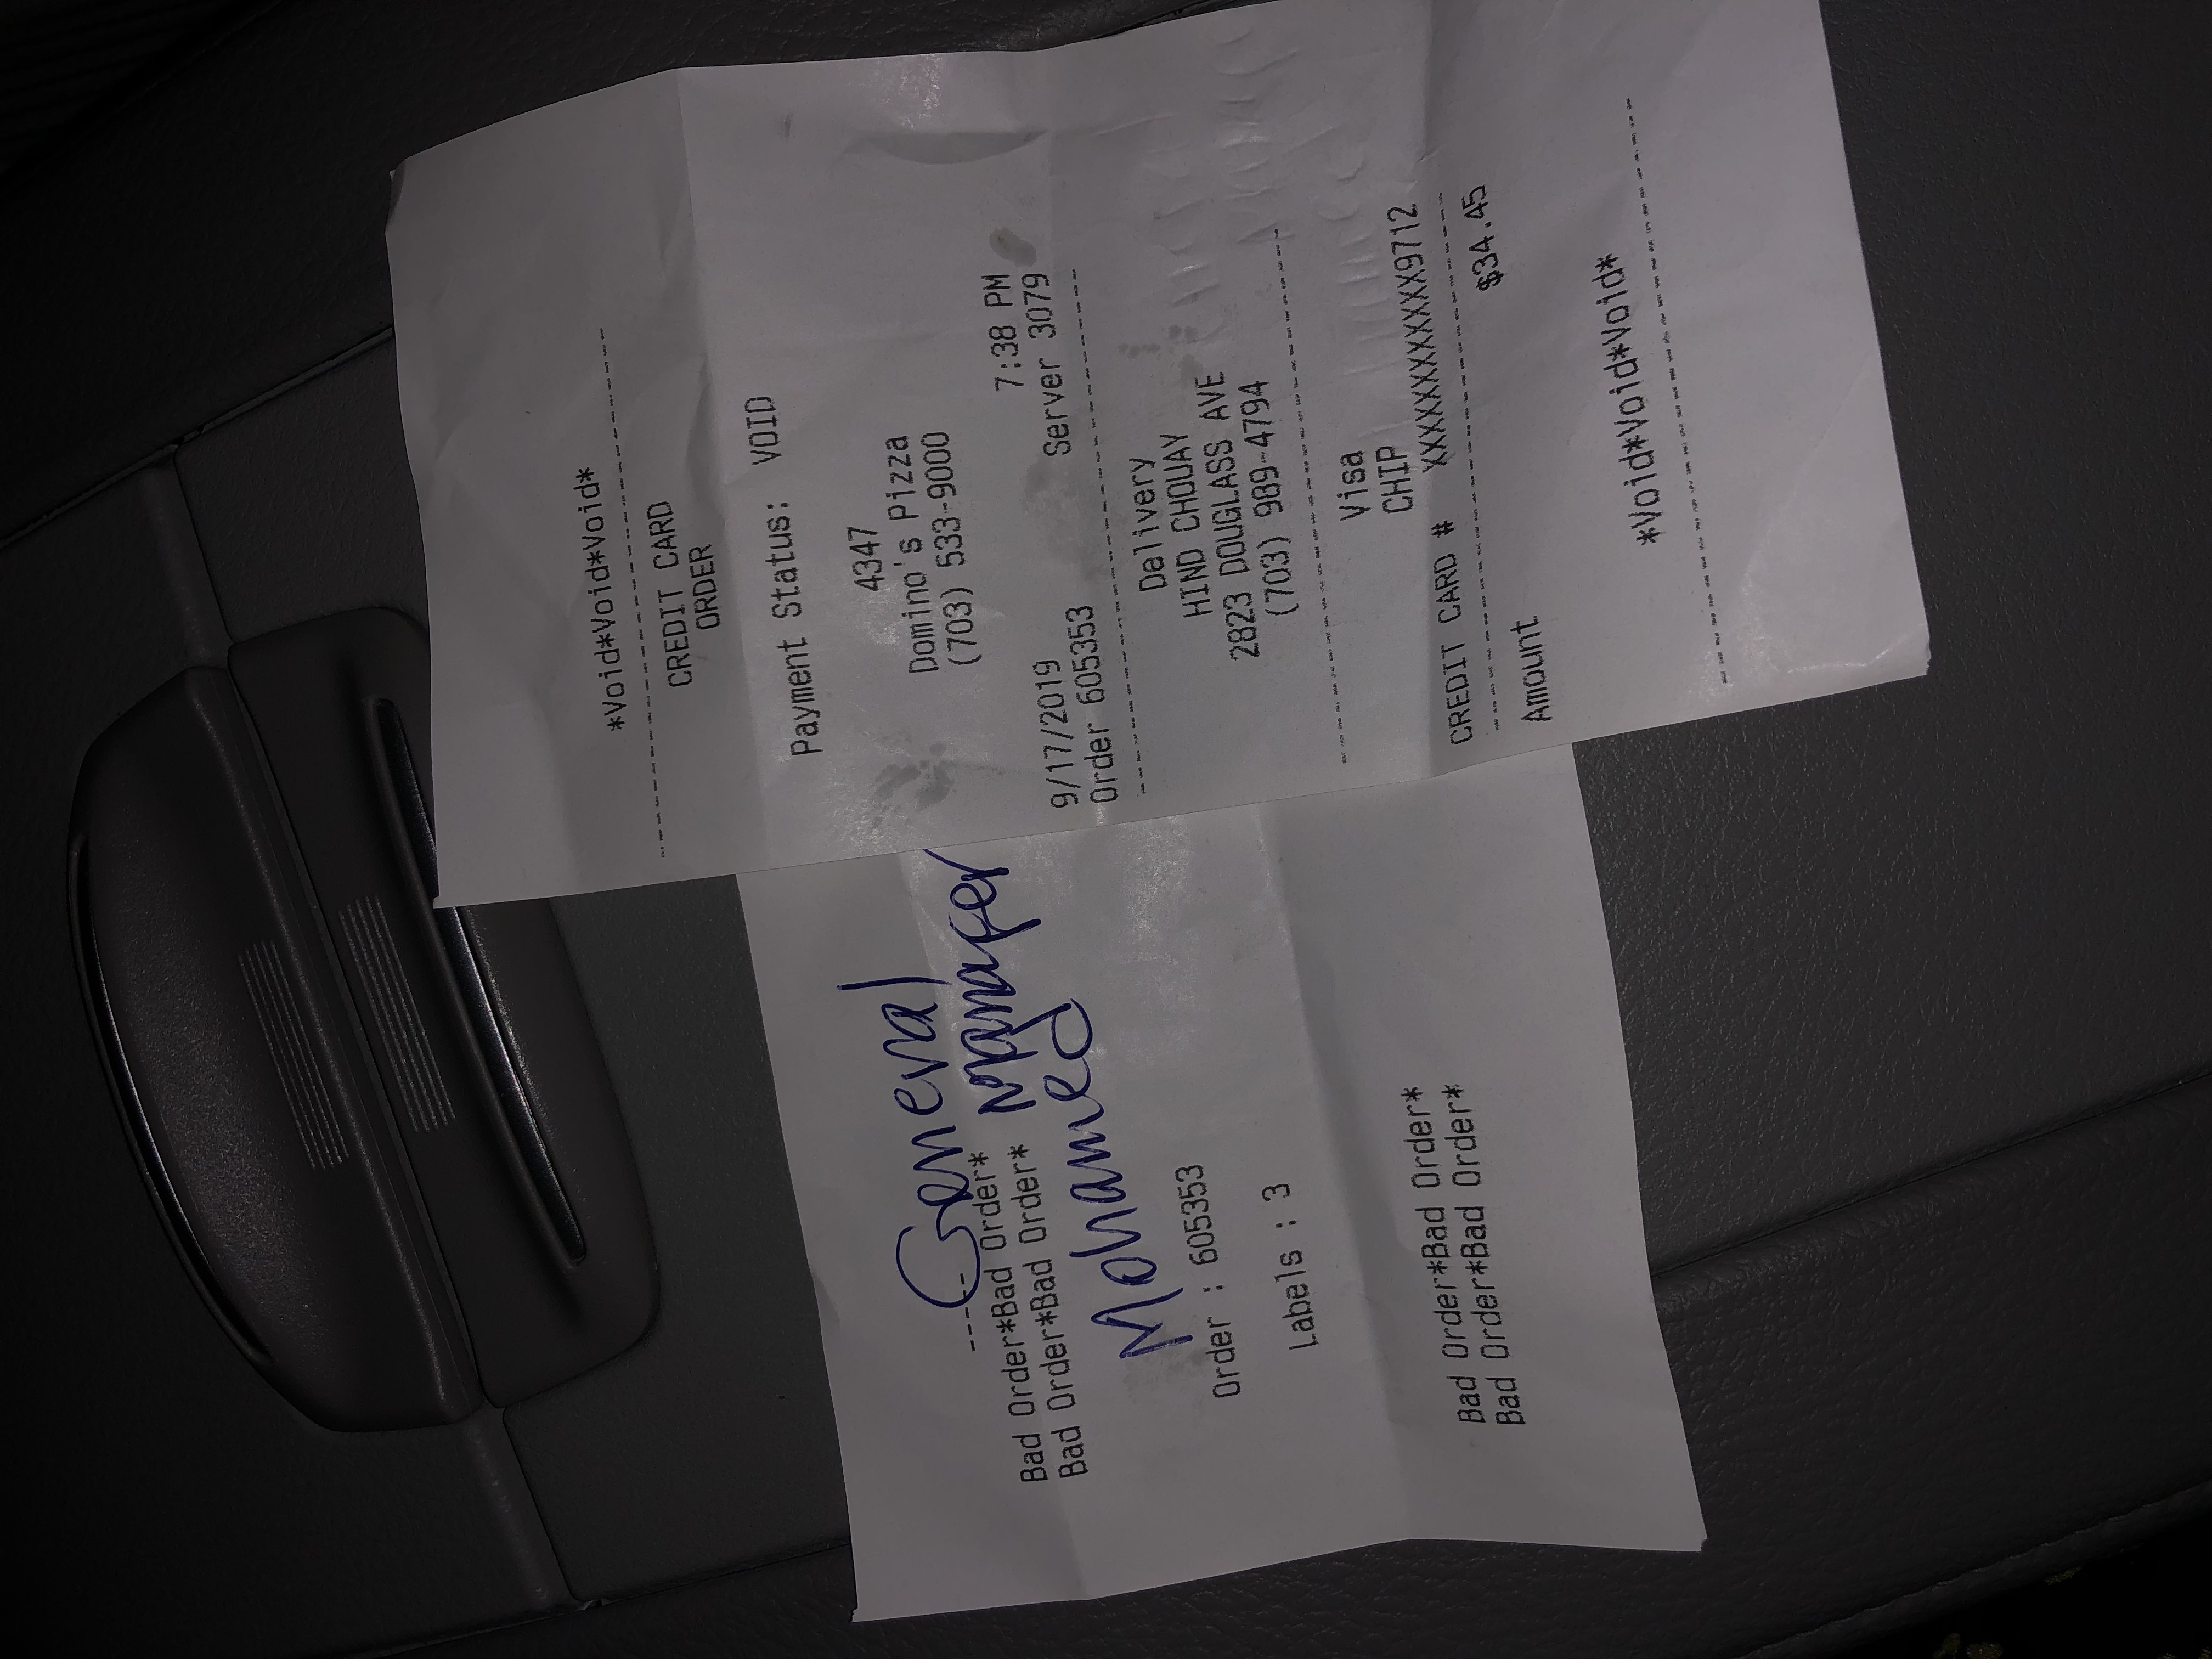 *Void*Void*Void*
--------------------------------
CREDIT CARD
ORDER
Payment Status: VOID
4347
Domino's Pizza
(703) 533-9000
9/17/2019 7:38 PM
Order 605353 Server 3079
--------------------------------
Delivery
HIND CHOUAY
2823 DOUGLASS AVE
(703) 989-4794
--------------------------------
Visa
CHIP
CREDIT CARD # XXXXXXXXXXXX9712
--------------------------------
Amount $34.45
*Void*Void*Void*
--------------------------------
General
Manager
Mohamed
Bad Order*Bad Order*
Bad Order*Bad Order*
Order : 605353
Labels : 3
Bad Order*Bad Order*
Bad Order*Bad Order*